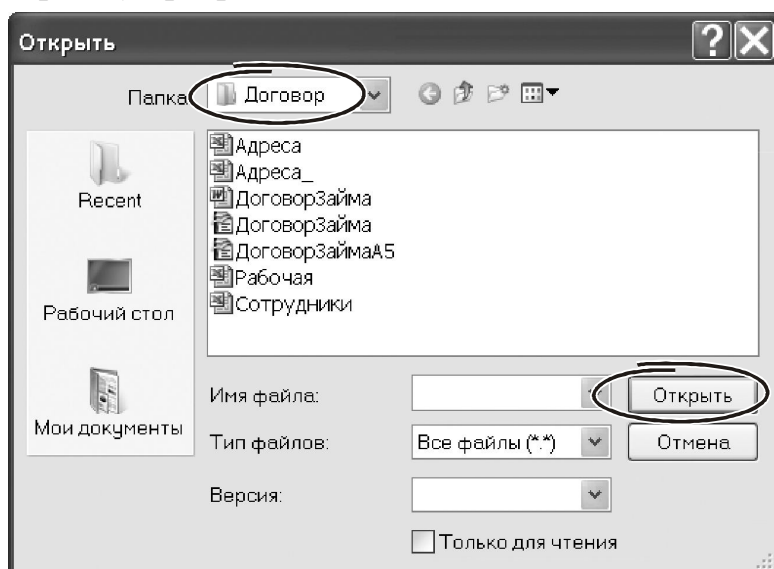 Открыть
Папка Договор
Recent
Рабочий стол
Мои документы
Адреса
Адреса_
ДоговорЗайма
ДоговорЗайма
ДоговорЗаймаА5
Рабочая
Сотрудники
Имя файла:
Открыть
Тип файлов: Все файлы (*.*)
Отмена
Версия:
Только для чтения